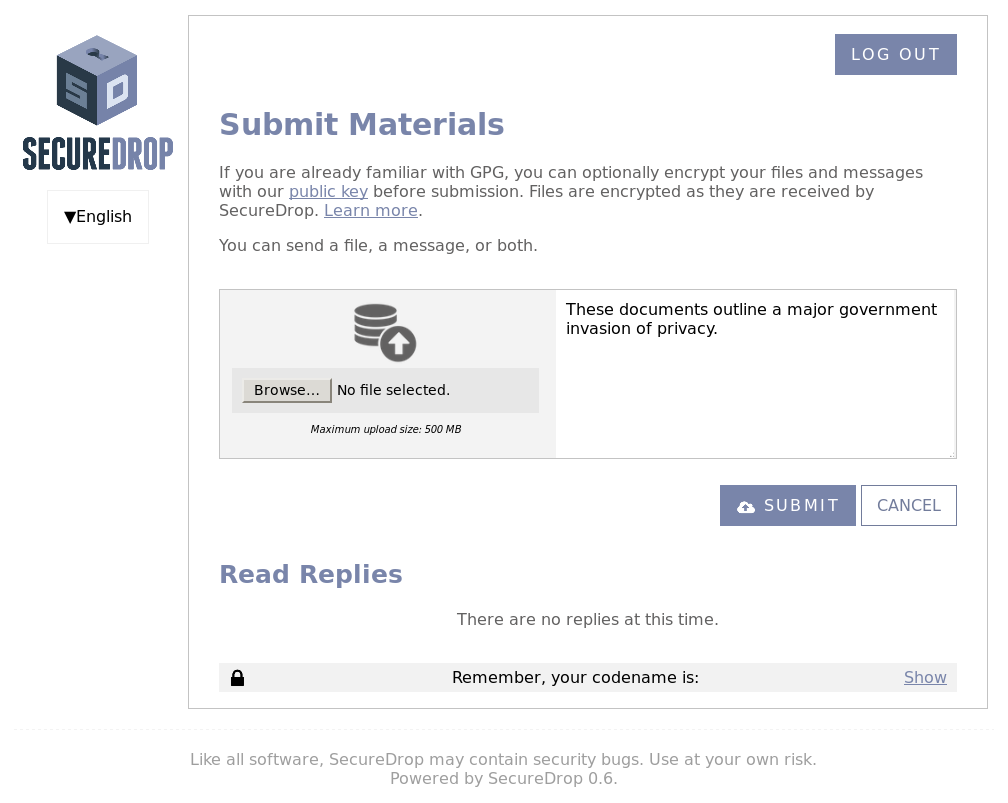 LOG OUT
SD
SECUREDROP
▼English
Submit Materials
If you are already familiar with GPG, you can optionally encrypt your files and messages
with our public key before submission. Files are encrypted as they are received by
SecureDrop. Learn more.
You can send a file, a message, or both.
Browse... No file selected.
Maximum upload size: 500 MB
These documents outline a major government
invasion of privacy.
SUBMIT CANCEL
Read Replies
There are no replies at this time.
Remember, your codename is: Show
Like all software, SecureDrop may contain security bugs. Use at your own risk.
Powered by SecureDrop 0.6.